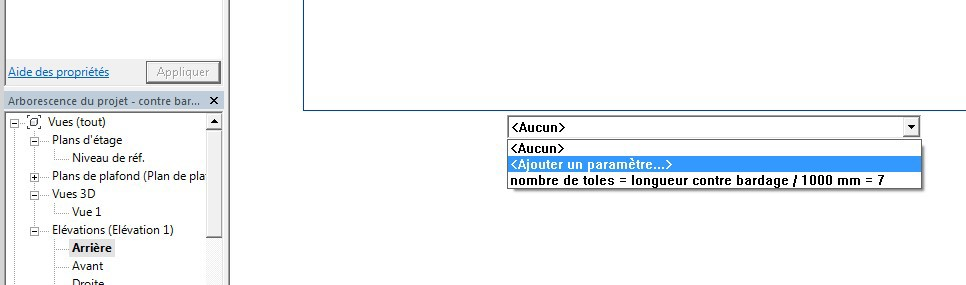 Aide des propriétés
Appliquer
Arborescence du projet - contre bar...
Vues (tout)
Plans d'étage
Niveau de réf.
Plans de plafond (Plan de pla
Vues 3D
Vue 1
Elévations (Elévation 1)
Arrière
Avant
Droite
<Aucun>
<Aucun>
<Ajouter un paramètre...>
nombre de toles = longueur contre bardage / 1000 mm = 7